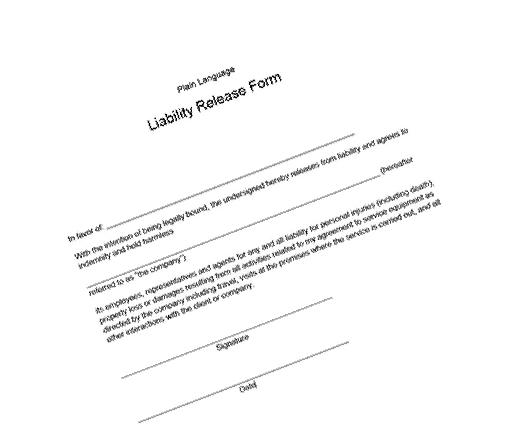 Plain Language
Liability Release Form
In favor of:
With the intention of being legally bound, the undersigned hereby releases from liability and agrees to
indemnify and hold harmless
(hereafter
referred to as "the company")
its employees, representatives and agents for any and all liability for personal injuries (including death),
property loss or damages resulting from all activities related to my agreement to service equipment as
directed by the company including travel, visits at the premises where the service is carried out, and all
other interactions with the client or company.
Signature
Date